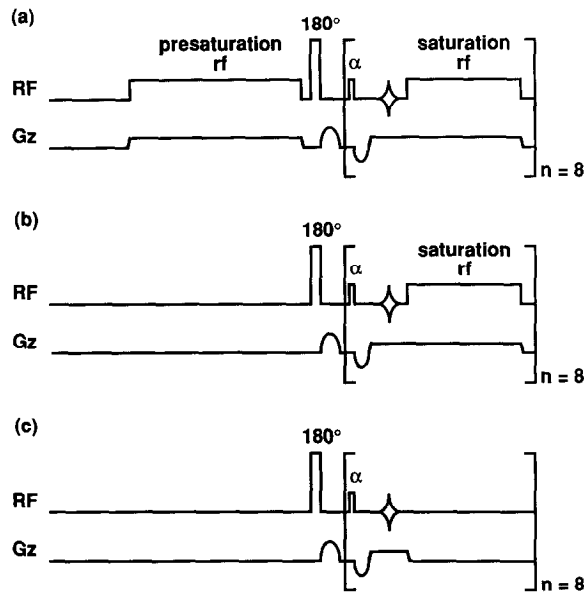 (a)
180°
presaturation
rf
α
saturation
rf
RF
Gz
n = 8
(b)
180°
α
saturation
rf
RF
Gz
n = 8
(c)
180°
α
RF
Gz
n = 8